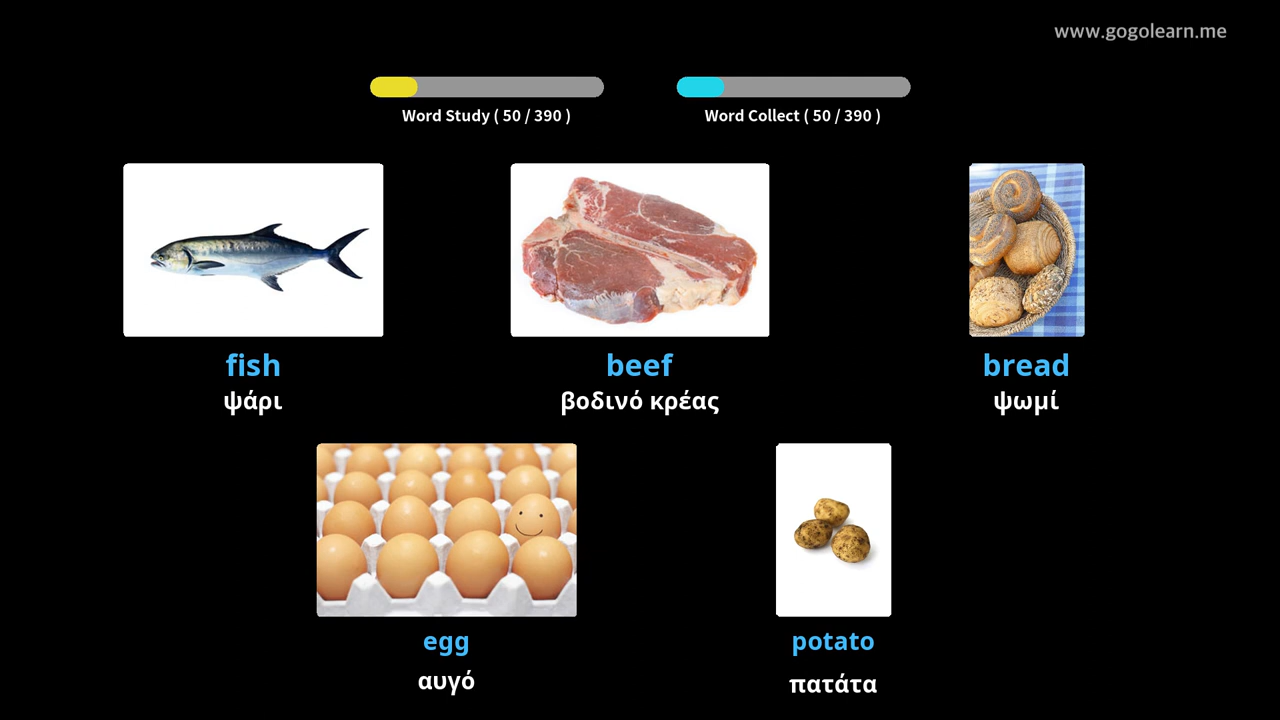 www.gogolearn.me
Word Study ( 50 / 390 )
Word Collect ( 50 / 390 )
fish
ψάρι
beef
βοδινό κρέας
bread
ψωμί
egg
αυγό
potato
πατάτα